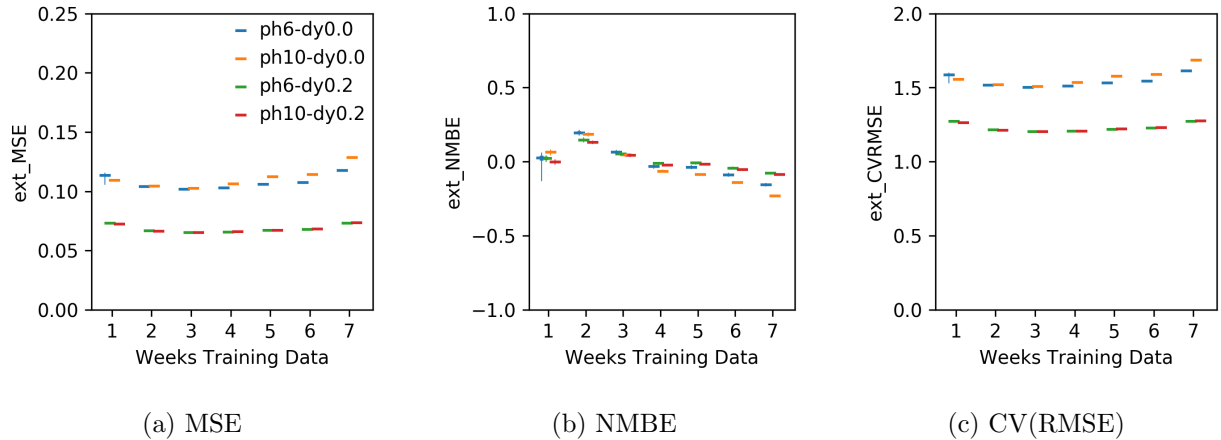 0.25
0.20
0.15
0.10
0.05
0.00
ext_MSE
ph6-dy0.0
ph10-dy0.0
ph6-dy0.2
ph10-dy0.2
1 2 3 4 5 6 7
Weeks Training Data
(a) MSE
1.0
0.5
0.0
−0.5
−1.0
ext_NMBE
1 2 3 4 5 6 7
Weeks Training Data
(b) NMBE
2.0
1.5
1.0
0.5
0.0
ext_CVRMSE
1 2 3 4 5 6 7
Weeks Training Data
(c) CV(RMSE)